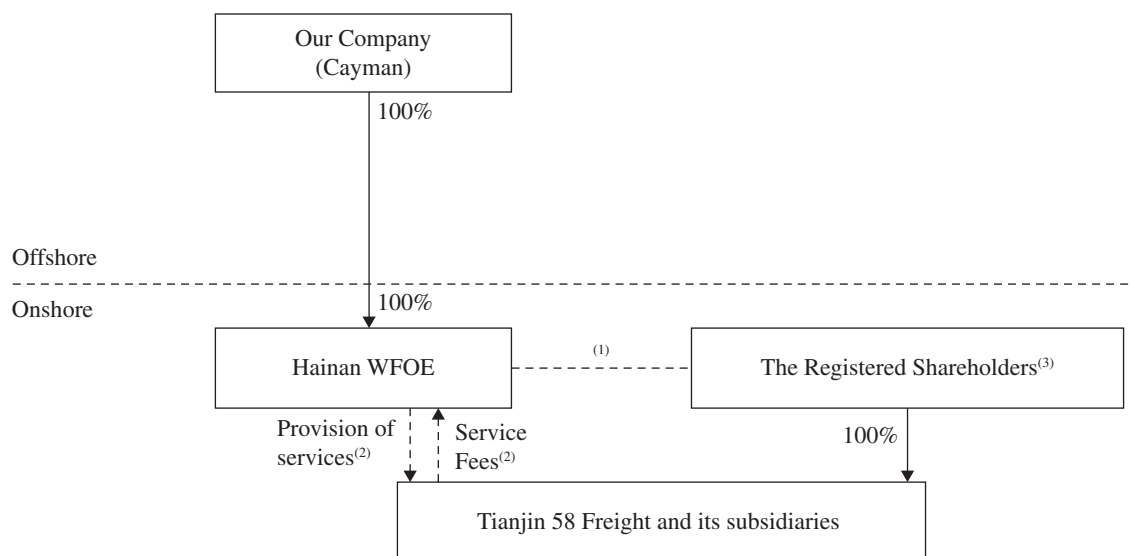 Our Company
(Cayman)
100%
Offshore
Onshore
100%
Hainan WFOE
(1)
The Registered Shareholders(3)
Provision of
services(2)
Service
Fees(2)
100%
Tianjin 58 Freight and its subsidiaries